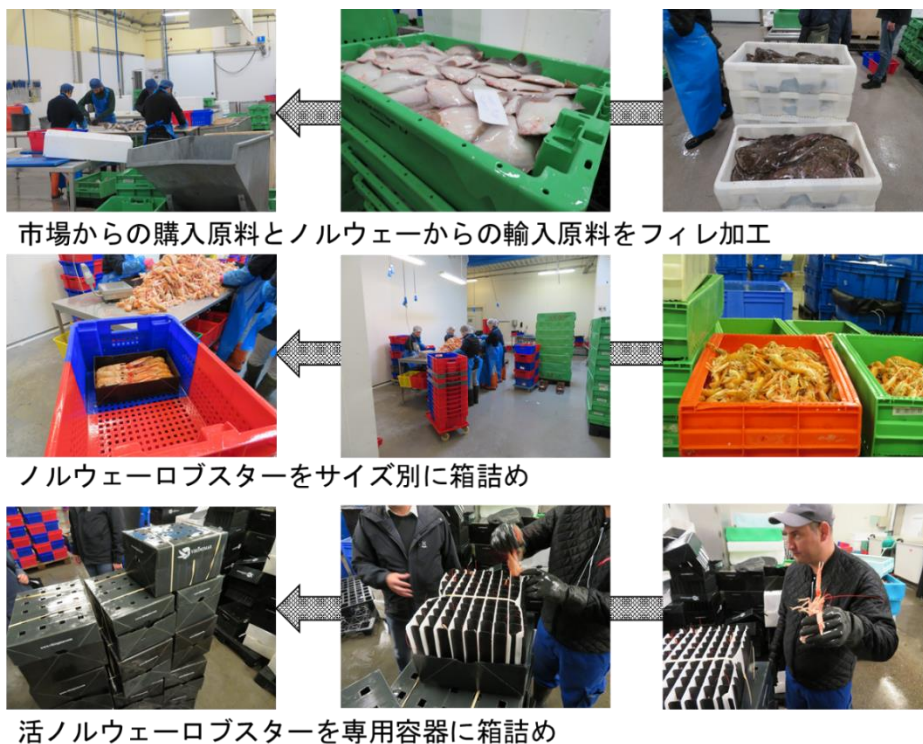 市場からの購入原料とノルウェーからの輸入原料をフィレ加工
ノルウェーロブスターをサイズ別に箱詰め
活ノルウェーロブスターを専用容器に箱詰め